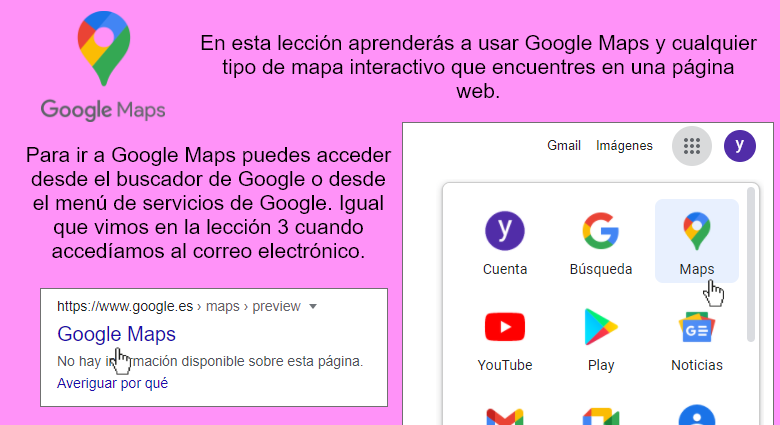 En esta lección aprenderás a usar Google Maps y cualquier
tipo de mapa interactivo que encuentres en una página
web.
Google Maps
Para ir a Google Maps puedes acceder
desde el buscador de Google o desde
el menú de servicios de Google. Igual
que vimos en la lección 3 cuando
accedíamos al correo electrónico.
https://www.google.es › maps › preview
Google Maps
No hay información disponible sobre esta página.
Averiguar por qué
Gmail Imágenes y
y
Cuenta Búsqueda Maps
YouTube Play Noticias